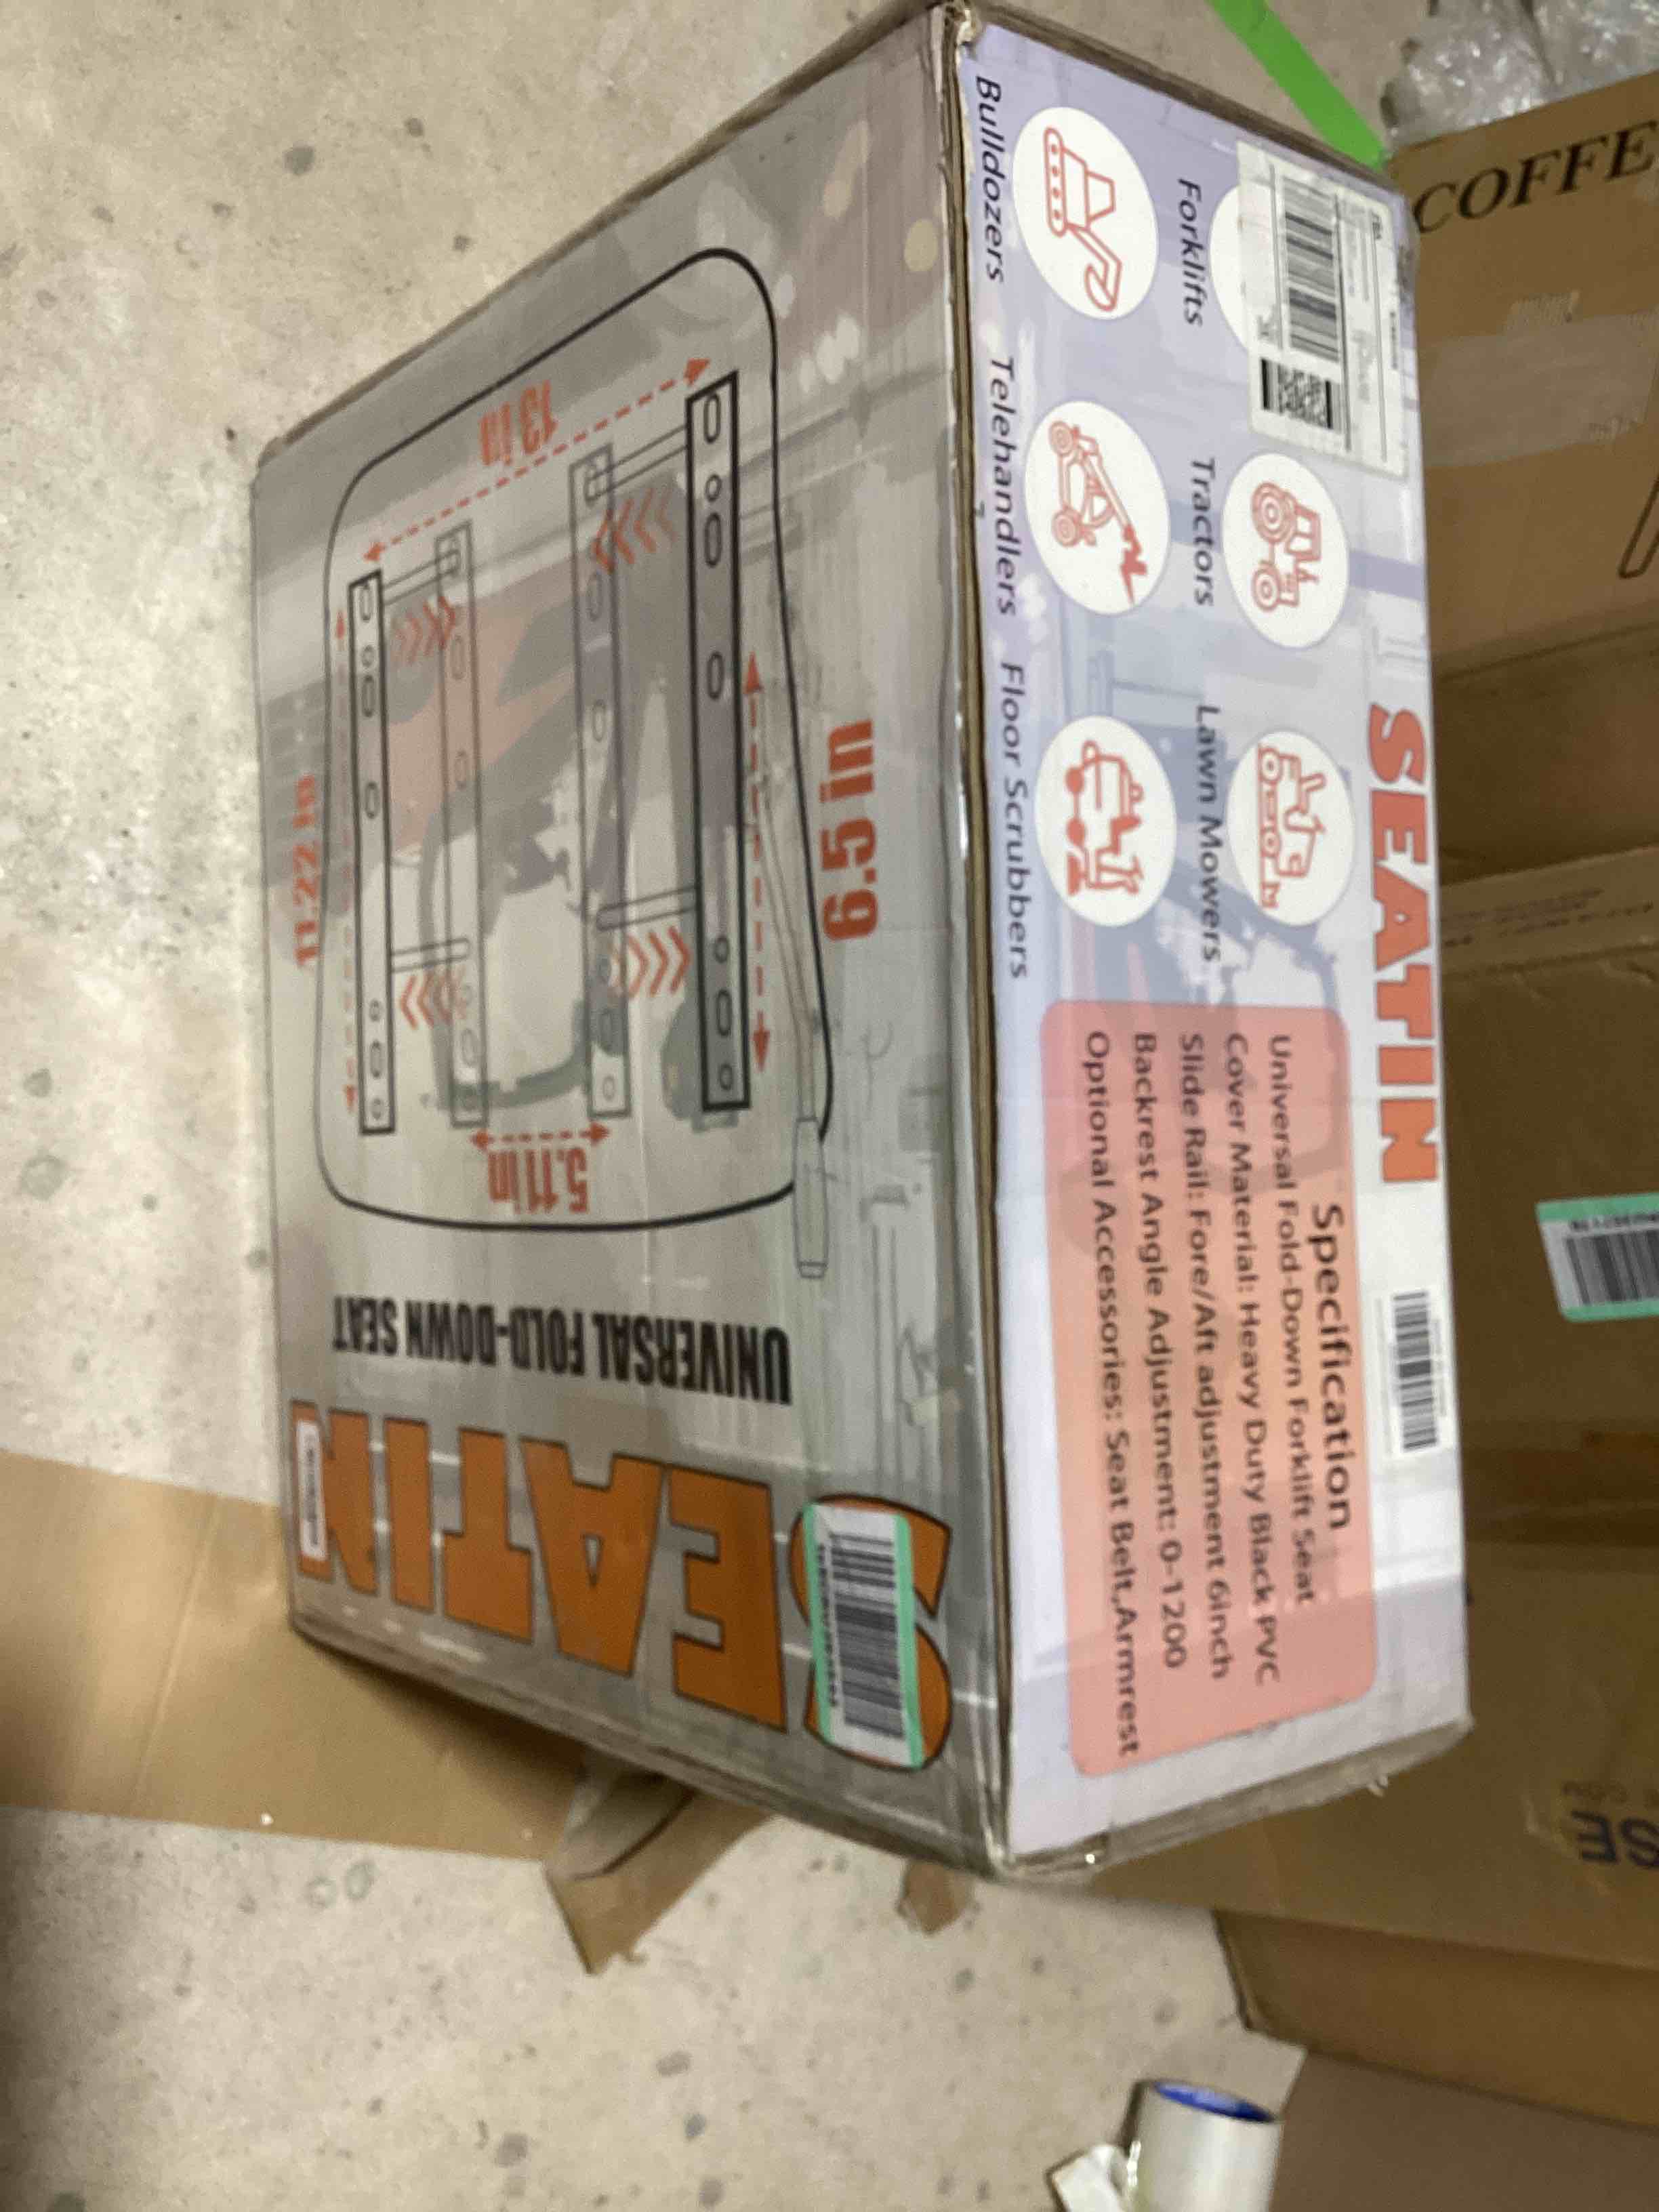 SEATIN
Forklifts
Tractors
Lawn Mowers
Bulldozers
Telehandlers
Floor Scrubbers
Specification
Universal Fold-Down Forklift Seat
Cover Material: Heavy Duty Black PVC
Slide Rail: Fore/Aft adjustment 6inch
Backrest Angle Adjustment: 0-1200
Optional Accessories: Seat Belt,Armrest
SEATIN
UNIVERSAL FOLD-DOWN SEAT
5.11in
6.5 in
11.22 in
13 in
COFFE
SE